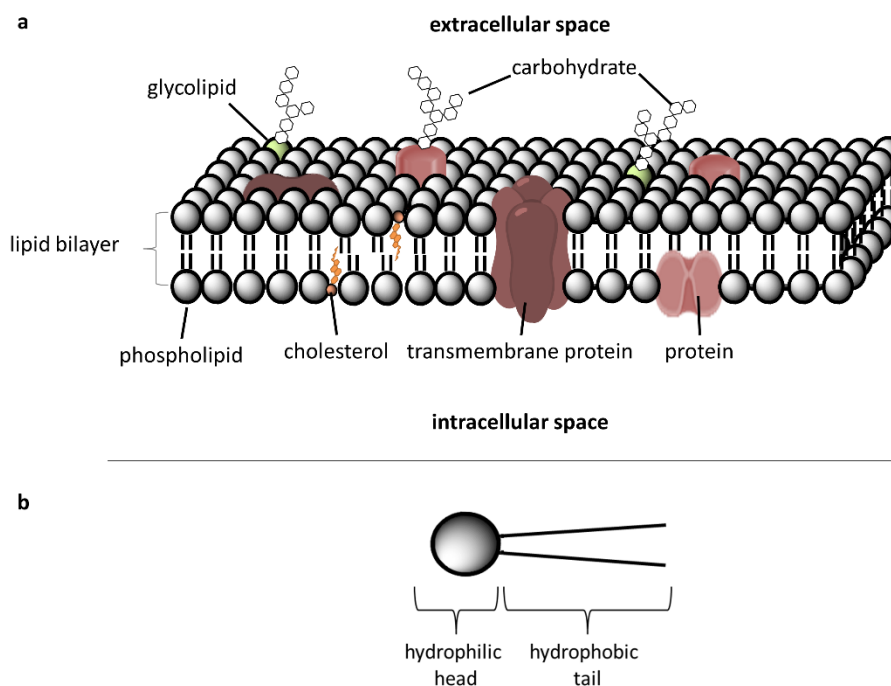 a
extracellular space
carbohydrate
glycolipid
lipid bilayer
phospholipid
cholesterol
transmembrane protein
protein
intracellular space
b
hydrophilic
head
hydrophobic
tail